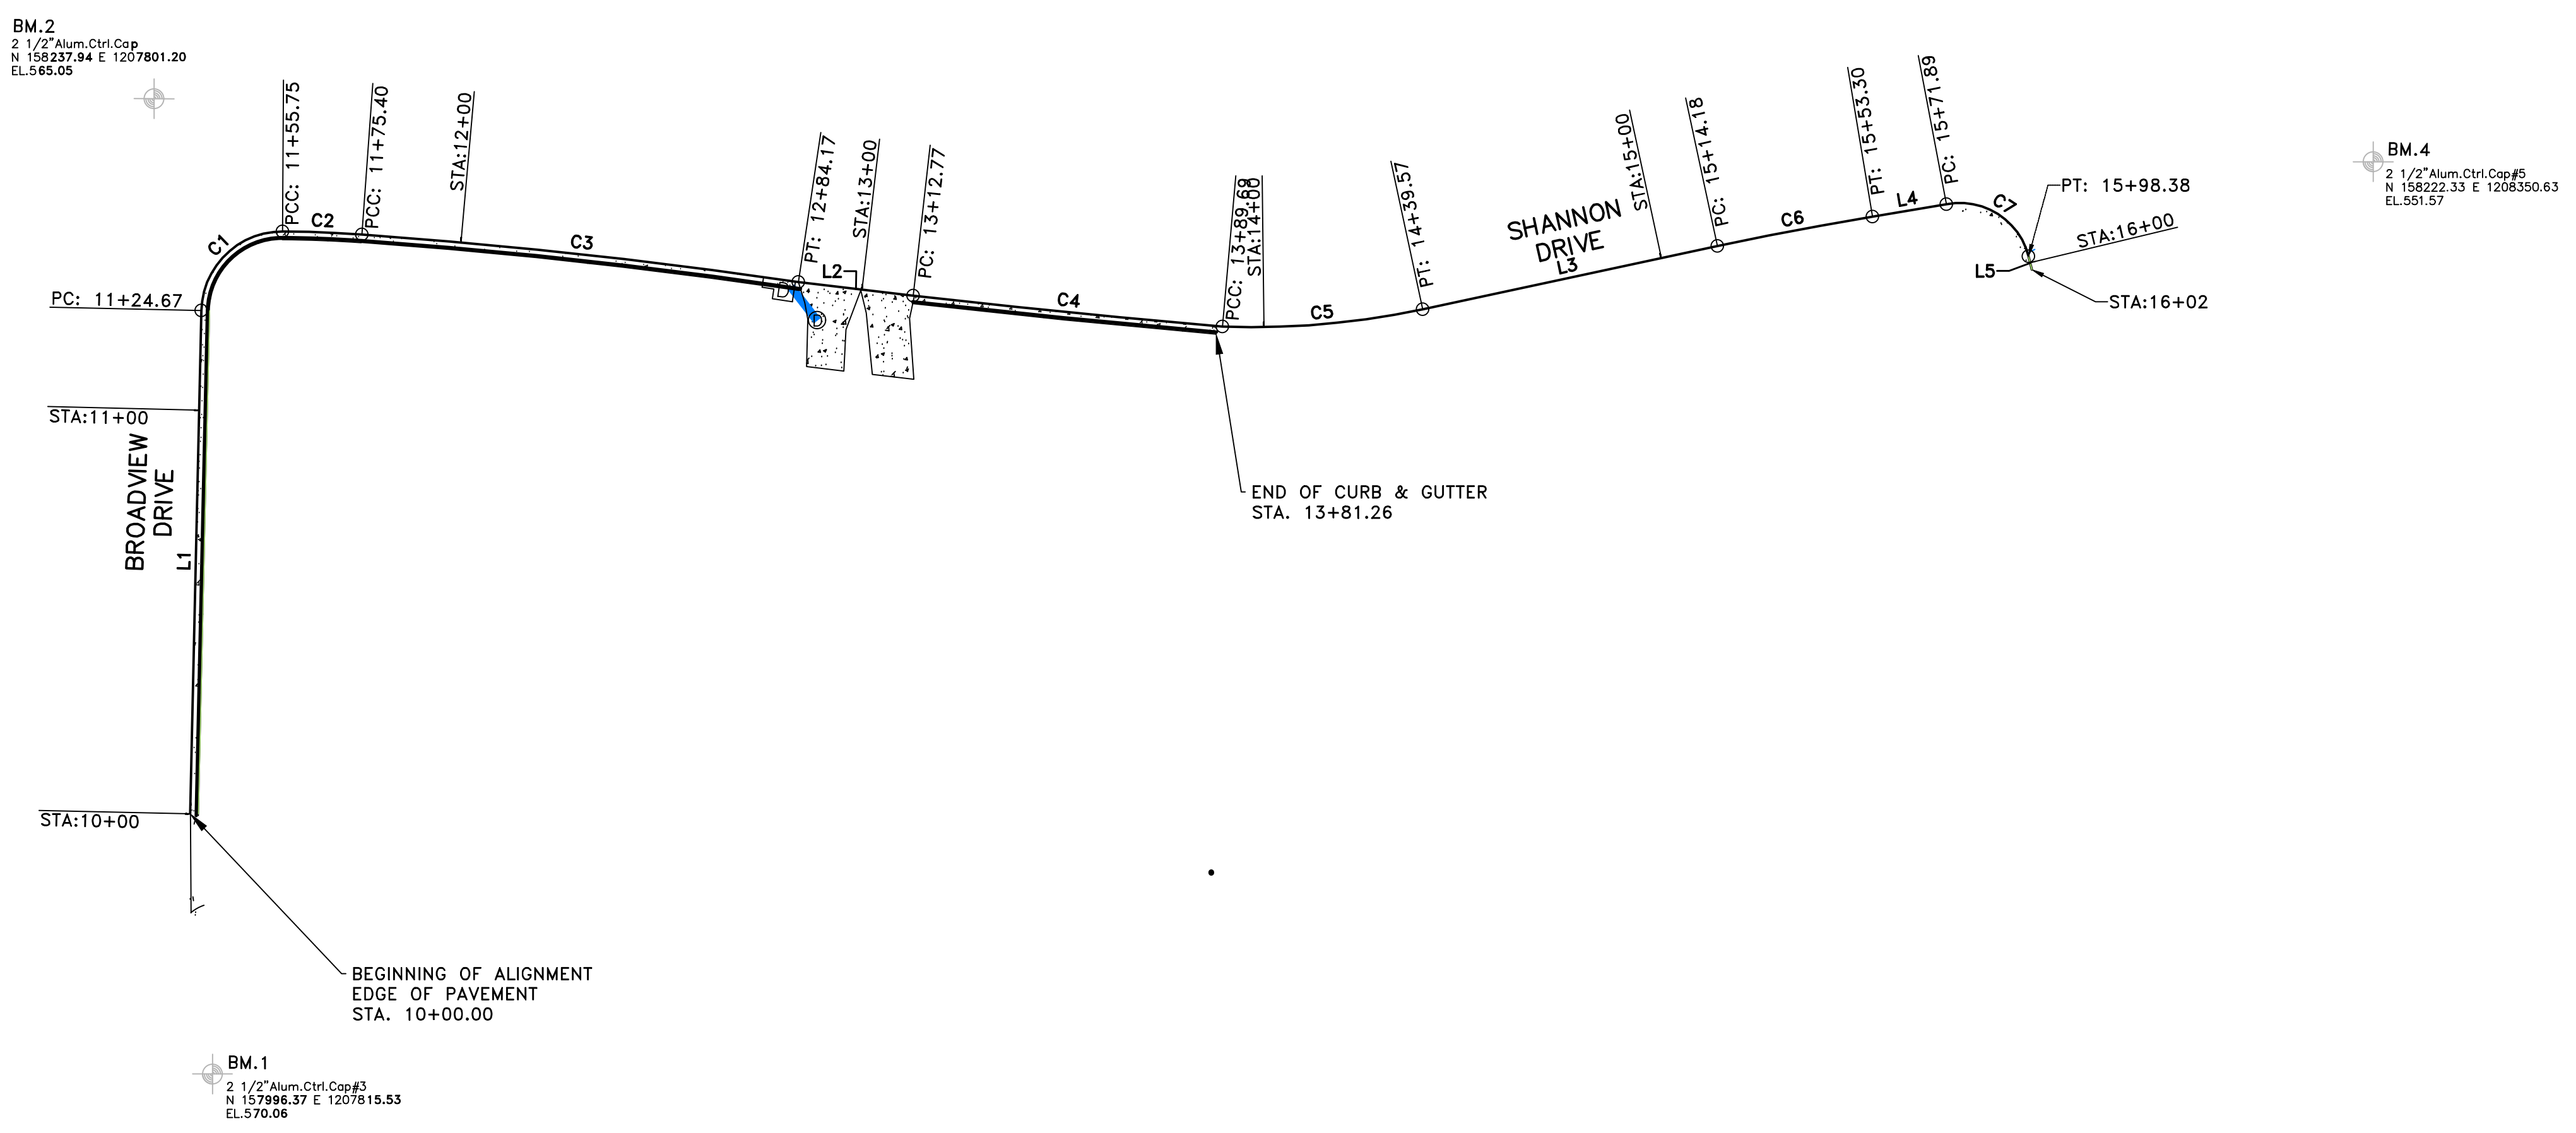 BM.2
2 1/2"Alum.Ctrl.Cap
N 158237.94 E 1207801.20
EL.565.05
PCC: 11+55.75
PCC: 11+75.40
STA:12+00
PT: 12+84.17
STA:13+00
PC: 13+12.77
PCC: 13+89.69
STA:14+00
PT: 14+39.57
STA:15+00
PC: 15+14.18
PT: 15+53.30
PC: 15+71.89
BM.4
2 1/2"Alum.Ctrl.Cap#5
N 158222.33 E 1208350.63
EL.551.57
PT: 15+98.38
STA:16+00
L5
STA:16+02
C1
C2
C3
L2
C4
C5
SHANNON
DRIVE
L3
C6
L4
C7
D
D
PC: 11+24.67
STA:11+00
BROADVIEW
DRIVE
L1
END OF CURB & GUTTER
STA. 13+81.26
STA:10+00
BEGINNING OF ALIGNMENT
EDGE OF PAVEMENT
STA. 10+00.00
BM.1
2 1/2"Alum.Ctrl.Cap#3
N 157996.37 E 1207815.53
EL.570.06